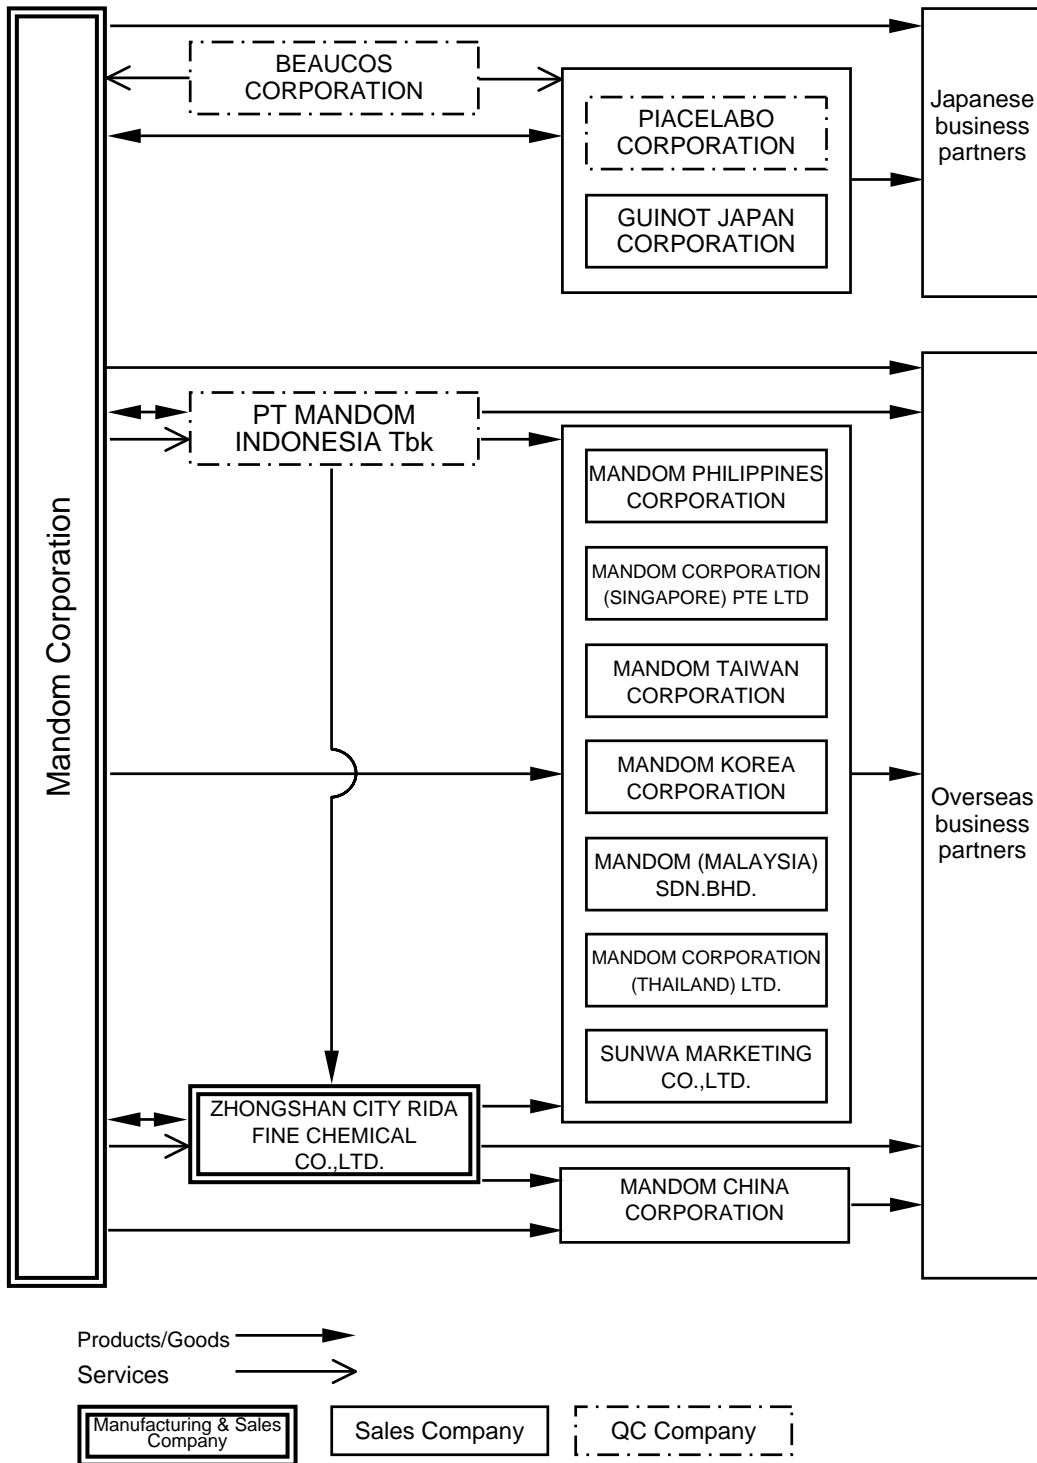 Mandom Corporation
BEAUCOS
CORPORATION
PIACELABO
CORPORATION
GUINOT JAPAN
CORPORATION
Japanese
business
partners
PT MANDOM
INDONESIA Tbk
MANDOM PHILIPPINES
CORPORATION
MANDOM CORPORATION
(SINGAPORE) PTE LTD
MANDOM TAIWAN
CORPORATION
MANDOM KOREA
CORPORATION
MANDOM (MALAYSIA)
SDN.BHD.
MANDOM CORPORATION
(THAILAND) LTD.
SUNWA MARKETING
CO.,LTD.
Overseas
business
partners
ZHONGSHAN CITY RIDA
FINE CHEMICAL
CO.,LTD.
MANDOM CHINA
CORPORATION
Products/Goods
Services
Manufacturing & Sales
Company
Sales Company
QC Company